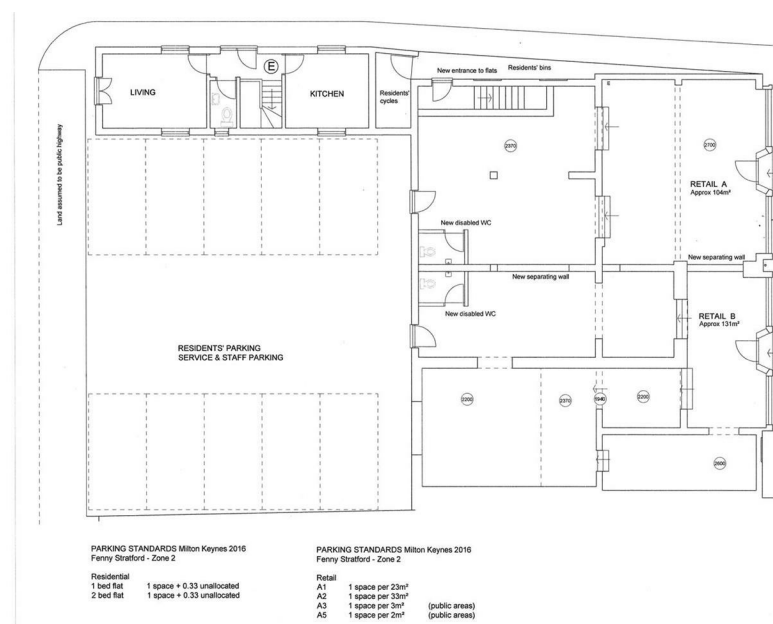 E
LIVING
KITCHEN
Residents'
cycles
New entrance to flats
Residents' bins
2370
2700
RETAIL A
Approx 104m²
Land assumed to be public highway
New disabled WC
New separating wall
New separating wall
New disabled WC
RETAIL B
Approx 131m²
RESIDENTS' PARKING
SERVICE & STAFF PARKING
2200
2370
1940
2200
2600
PARKING STANDARDS Milton Keynes 2016
Fenny Stratford - Zone 2
Residential
1 bed flat 1 space + 0.33 unallocated
2 bed flat 1 space + 0.33 unallocated
PARKING STANDARDS Milton Keynes 2016
Fenny Stratford - Zone 2
Retail
A1 1 space per 23m²
A2 1 space per 33m²
A3 1 space per 3m² (public areas)
A5 1 space per 2m² (public areas)